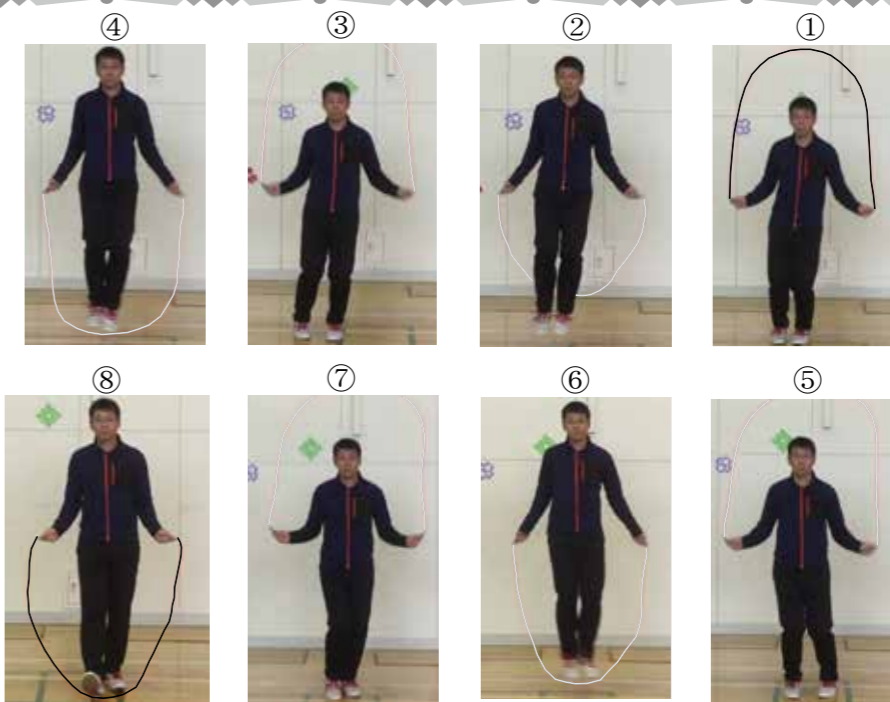 ④ ③ ② ①
⑧ ⑦ ⑥ ⑤